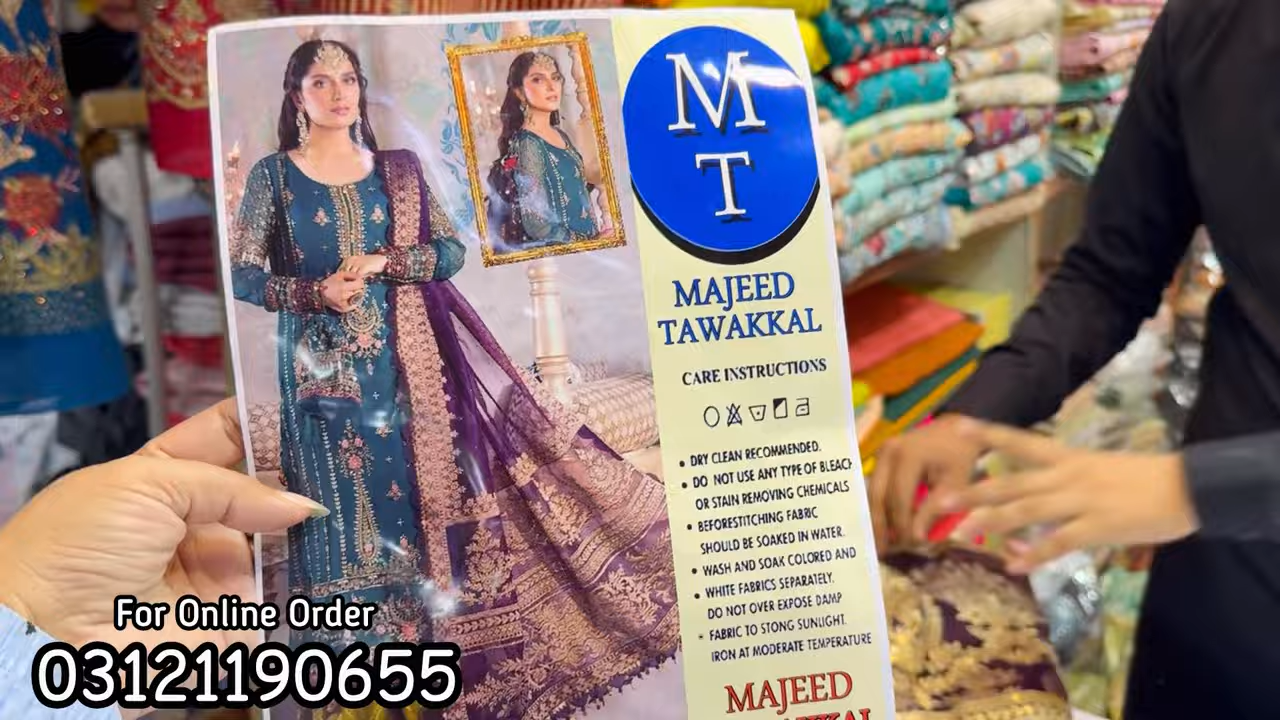 M
T
MAJEED
TAWAKKAL
CARE INSTRUCTIONS
• DRY CLEAN RECOMMENDED.
• DO NOT USE ANY TYPE OF BLEACH
OR STAIN REMOVING CHEMICALS
• BEFORESTITCHING FABRIC
SHOULD BE SOAKED IN WATER.
• WASH AND SOAK COLORED AND
• WHITE FABRICS SEPARATELY.
DO NOT OVER EXPOSE DAMP
• FABRIC TO STONG SUNLIGHT.
IRON AT MODERATE TEMPERATURE
MAJEED
For Online Order
03121190655